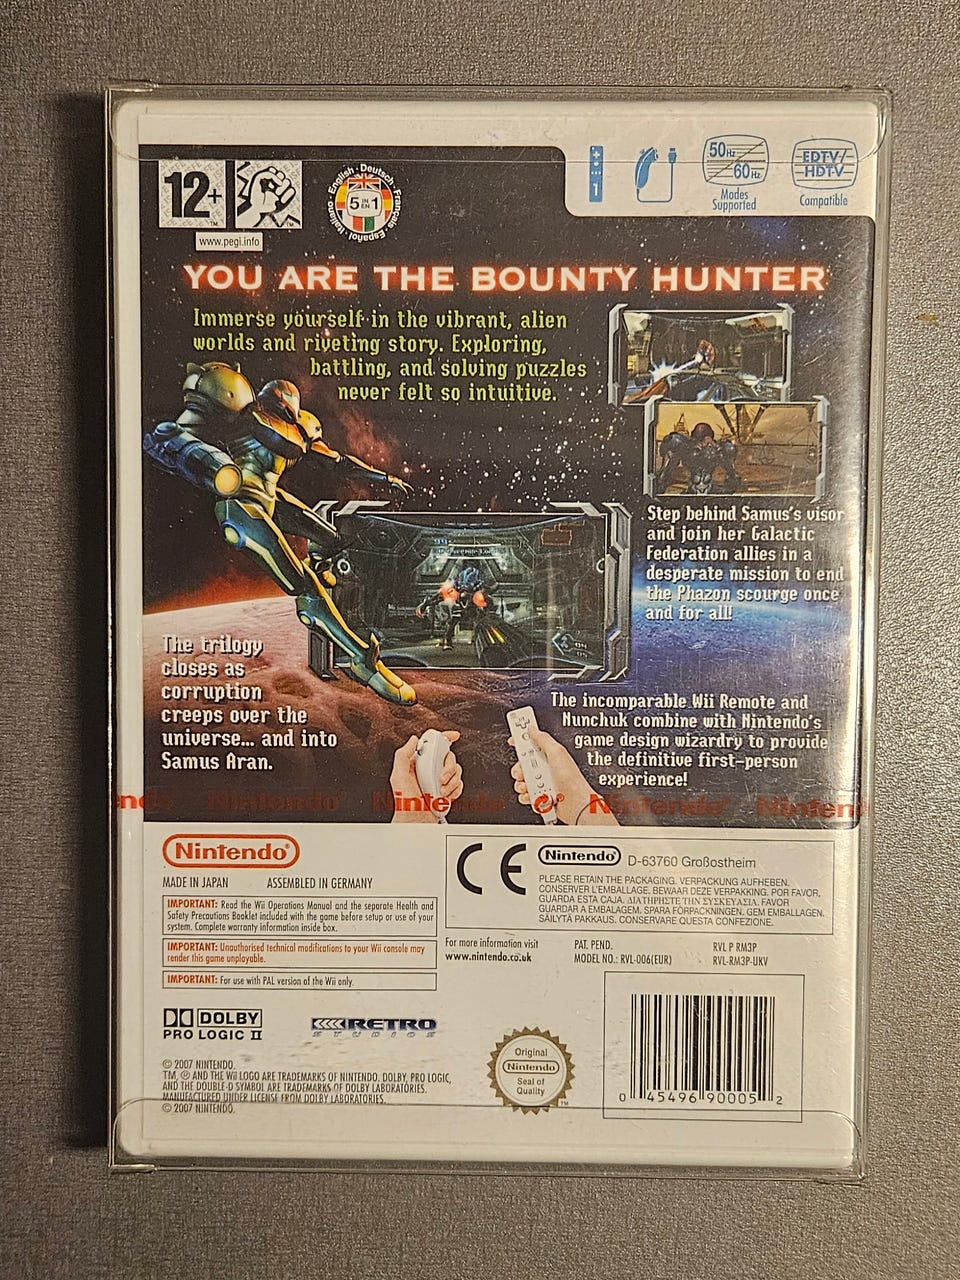 50Hz
60Hz
Modes
Supported
EDTV/
HDTV
Compatible
1
12+
TM
TM
www.pegi.info
English · Deutsch · Français · Español · Italiano
5 IN EN 1
YOU ARE THE BOUNTY HUNTER
Immerse yourself in the vibrant, alien
worlds and riveting story. Exploring,
battling, and solving puzzles
never felt so intuitive.
Step behind Samus's visor
and join her Galactic
Federation allies in a
desperate mission to end
the Phazon scourge once
and for all!
The trilogy
closes as
corruption
creeps over the
universe... and into
Samus Aran.
The incomparable Wii Remote and
Nunchuk combine with Nintendo's
game design wizardry to provide
the definitive first-person
experience!
Nintendo® Nintendo® Nintendo® Ninten
Nintendo®
MADE IN JAPAN ASSEMBLED IN GERMANY
IMPORTANT: Read the Wii Operations Manual and the separate Health and
Safety Precautions Booklet included with the game before setup or use of your
system. Complete warranty information inside box.
IMPORTANT: Unauthorised technical modifications to your Wii console may
render this game unplayable.
IMPORTANT: For use with PAL version of the Wii only.
CE Nintendo® D-63760 Großostheim
PLEASE RETAIN THE PACKAGING. VERPACKUNG AUFHEBEN.
CONSERVER L'EMBALLAGE. BEWAAR DEZE VERPAKKING. POR FAVOR,
GUARDA ESTA CAJA. ΔΙΑΤΗΡΗΣΤΕ ΤΗΝ ΣΥΣΚΕΥΑΣΙΑ. FAVOR
GUARDAR A EMBALAGEM. SPARA FÖRPACKNINGEN. GEM EMBALLAGEN.
SÄILYTÄ PAKKAUS. CONSERVARE QUESTA CONFEZIONE.
For more information visit
www.nintendo.co.uk
PAT. PEND.
MODEL NO.: RVL-006(EUR)
RVL P RM3P
RVL-RM3P-UKV
DOLBY
PRO LOGIC II
RETRO
STUDIOS
© 2007 NINTENDO.
TM, ® AND THE Wii LOGO ARE TRADEMARKS OF NINTENDO. DOLBY, PRO LOGIC,
AND THE DOUBLE-D SYMBOL ARE TRADEMARKS OF DOLBY LABORATORIES.
MANUFACTURED UNDER LICENSE FROM DOLBY LABORATORIES.
© 2007 NINTENDO.
Original
Nintendo
Seal of
Quality
TM
0 45496 90005 2